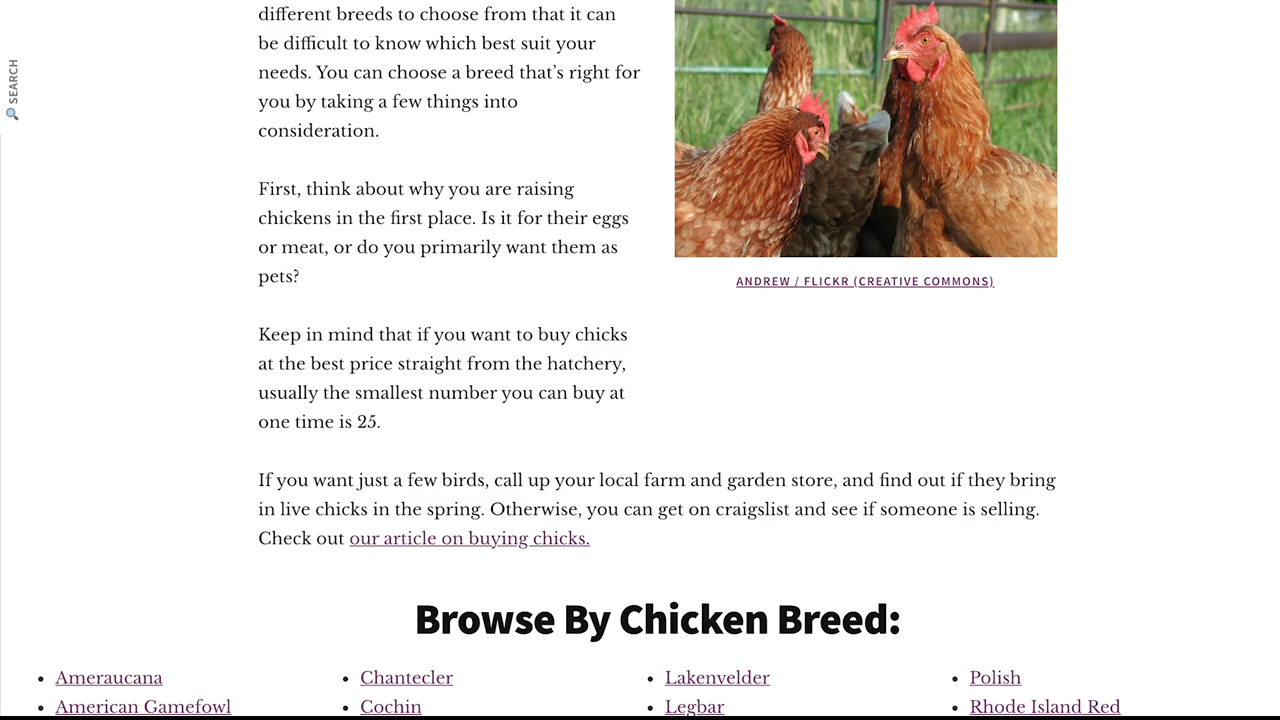 SEARCH
different breeds to choose from that it can
be difficult to know which best suit your
needs. You can choose a breed that’s right for
you by taking a few things into
consideration.
First, think about why you are raising
chickens in the first place. Is it for their eggs
or meat, or do you primarily want them as
pets?
Keep in mind that if you want to buy chicks
at the best price straight from the hatchery,
usually the smallest number you can buy at
one time is 25.
ANDREW / FLICKR (CREATIVE COMMONS)
If you want just a few birds, call up your local farm and garden store, and find out if they bring
in live chicks in the spring. Otherwise, you can get on craigslist and see if someone is selling.
Check out our article on buying chicks.
Browse By Chicken Breed:
• Ameraucana
• American Gamefowl
• Chantecler
• Cochin
• Lakenvelder
• Legbar
• Polish
• Rhode Island Red